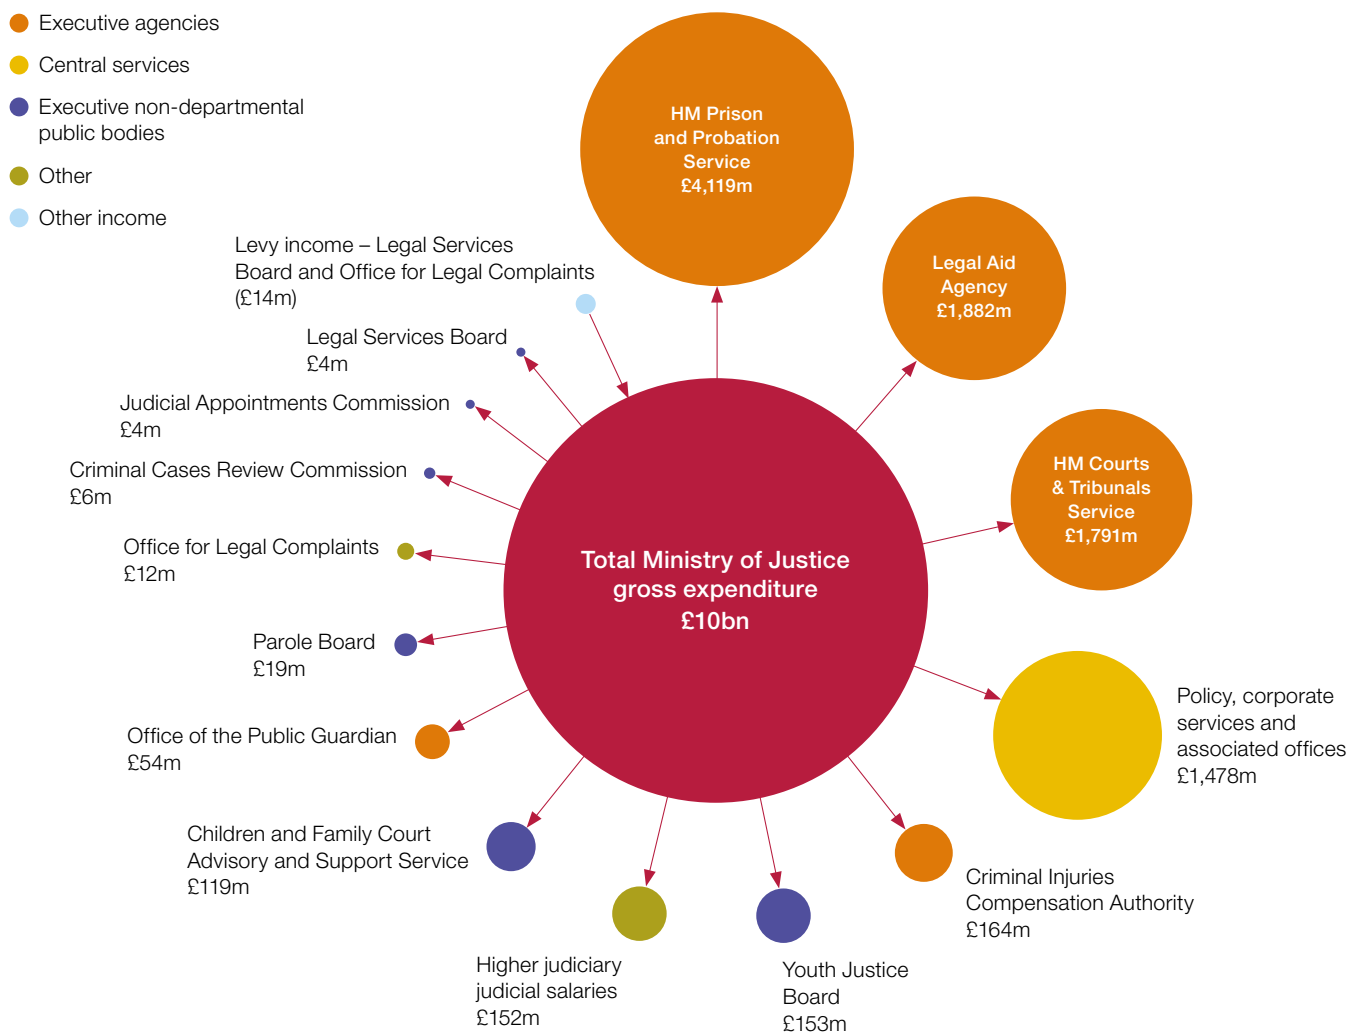 Executive agencies
Central services
Executive non-departmental
public bodies
Other
Other income
HM Prison
and Probation
Service
£4,119m
Legal Aid
Agency
£1,882m
HM Courts
& Tribunals
Service
£1,791m
Policy, corporate
services and
associated offices
£1,478m
Criminal Injuries
Compensation Authority
£164m
Youth Justice
Board
£153m
Higher judiciary
judicial salaries
£152m
Children and Family Court
Advisory and Support Service
£119m
Office of the Public Guardian
£54m
Parole Board
£19m
Office for Legal Complaints
£12m
Criminal Cases Review Commission
£6m
Judicial Appointments Commission
£4m
Legal Services Board
£4m
Levy income – Legal Services
Board and Office for Legal Complaints
(£14m)
Total Ministry of Justice
gross expenditure
£10bn